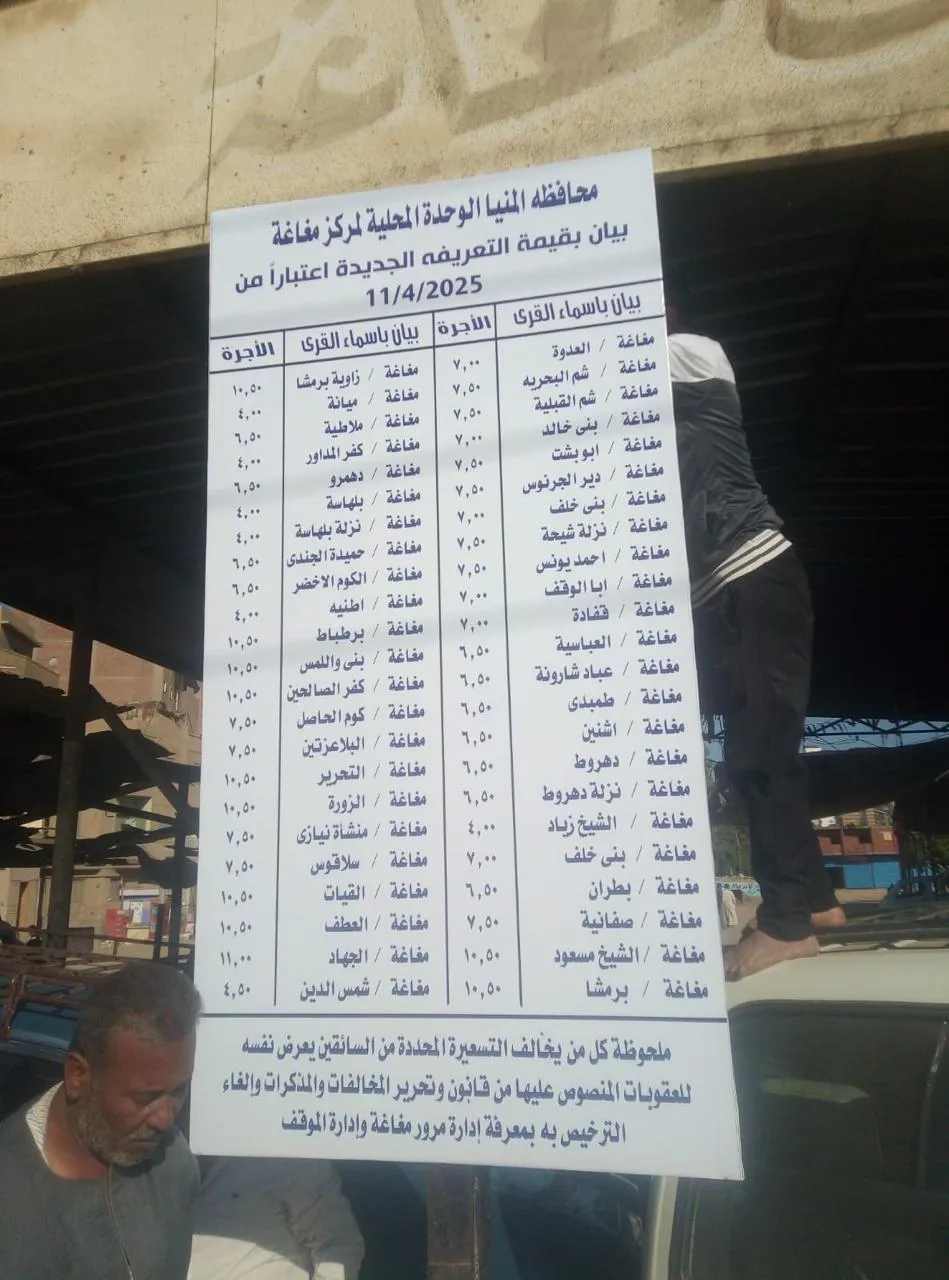 محافظه المنيا الوحدة المحلية لمركز مغاغة
بيان بقيمة التعريفه الجديدة اعتباراً من
11/4/2025
بيان باسماء القرى الأجرة بيان باسماء القرى الأجرة
مغاغة / العدوة ٧,٠٠ مغاغة / زاوية برمشا ١٠,٥٠
مغاغة / شم البحريه ٧,٥٠ مغاغة / ميانة ٤,٠٠
مغاغة / شم القبلية ٧,٥٠ مغاغة / ملاطية ٦,٥٠
مغاغة / بنى خالد ٧,٠٠ مغاغة / كفر المداور ٤,٠٠
مغاغة / ابو بشت ٧,٥٠ مغاغة / دهمرو ٦,٥٠
مغاغة / دير الجرنوس ٧,٥٠ مغاغة / بلهاسة ٤,٠٠
مغاغة / بنى خلف ٧,٠٠ مغاغة / نزلة بلهاسة ٤,٠٠
مغاغة / نزلة شيحة ٧,٥٠ مغاغة / حميدة الجندى ٦,٥٠
مغاغة / احمد يونس ٧,٥٠ مغاغة / الكوم الاخضر ٦,٥٠
مغاغة / ابا الوقف ٧,٠٠ مغاغة / اطنيه ٤,٠٠
مغاغة / قفادة ٧,٠٠ مغاغة / برطباط ١٠,٥٠
مغاغة / العباسية ٦,٥٠ مغاغة / بنى واللمس ١٠,٥٠
مغاغة / عباد شارونة ٦,٥٠ مغاغة / كفر الصالحين ١٠,٥٠
مغاغة / طمبدى ٦,٥٠ مغاغة / كوم الحاصل ٧,٥٠
مغاغة / اشنين ٦,٥٠ مغاغة / البلاعزتين ٧,٥٠
مغاغة / دهروط ٦,٥٠ مغاغة / التحرير ١٠,٥٠
مغاغة / نزلة دهروط ٦,٥٠ مغاغة / الزورة ١٠,٥٠
مغاغة / الشيخ زياد ٤,٠٠ مغاغة / منشاة نيازى ٧,٥٠
مغاغة / بنى خلف ٧,٠٠ مغاغة / سلاقوس ٧,٥٠
مغاغة / بطران ٦,٥٠ مغاغة / القيات ١٠,٥٠
مغاغة / صفانية ٧,٥٠ مغاغة / العطف ١٠,٥٠
مغاغة / الشيخ مسعود ١٠,٥٠ مغاغة / الجهاد ١١,٠٠
مغاغة / برمشا ١٠,٥٠ مغاغة / شمس الدين ٤,٥٠
ملحوظة كل من يخالف التسعيرة المحددة من السائقين يعرض نفسه
للعقوبات المنصوص عليها من قانون وتحرير المخالفات والمذكرات وإلغاء
الترخيص به بمعرفة إدارة مرور مغاغة وإدارة الموقف